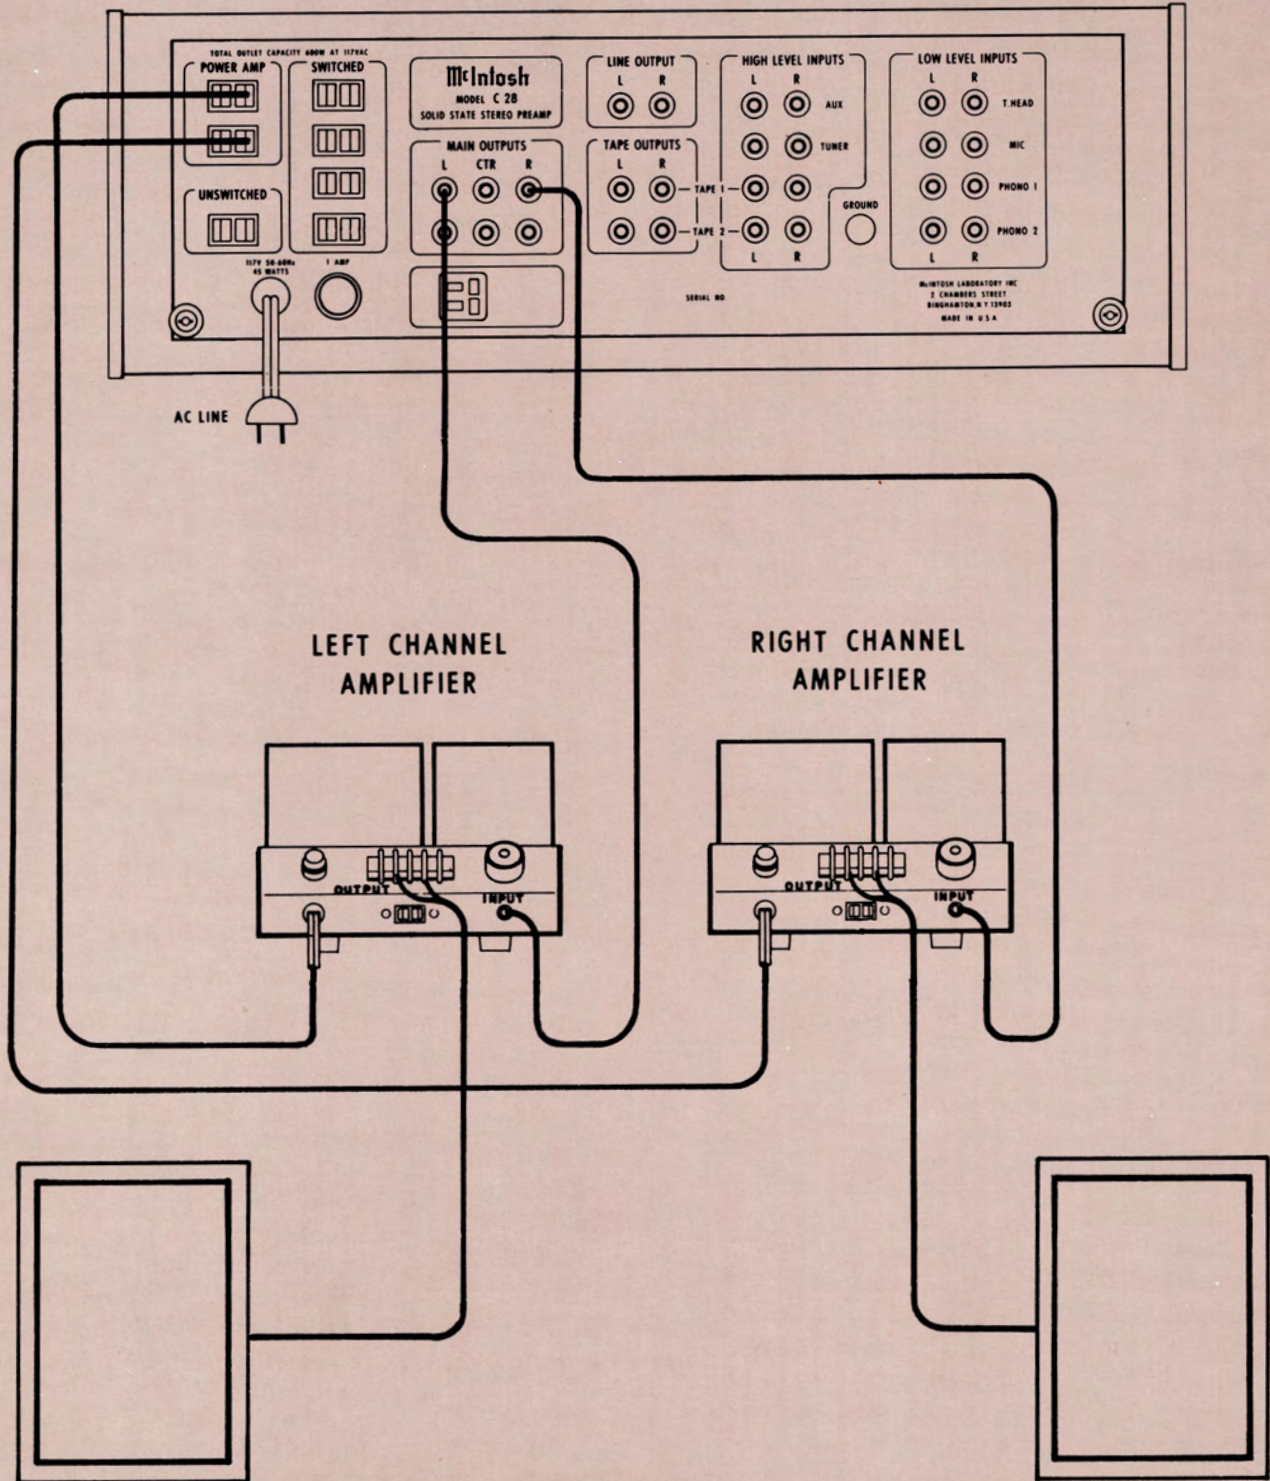 TOTAL OUTLET CAPACITY 600W AT 117VAC
POWER AMP
SWITCHED
UNSWITCHED
117V 50-60Hz
45 WATTS
1 AMP
AC LINE
McIntosh
MODEL C 28
SOLID STATE STEREO PREAMP
MAIN OUTPUTS
L CTR R
LINE OUTPUT
L R
TAPE OUTPUTS
L R
TAPE 1
TAPE 2
HIGH LEVEL INPUTS
L R
AUX
TUNER
L R
GROUND
LOW LEVEL INPUTS
L R
T.HEAD
MIC
PHONO 1
PHONO 2
L R
SERIAL NO
McINTOSH LABORATORY INC
2 CHAMBERS STREET
BINGHAMTON, N Y 13903
MADE IN U S A
LEFT CHANNEL
AMPLIFIER
RIGHT CHANNEL
AMPLIFIER
OUTPUT
INPUT
OUTPUT
INPUT